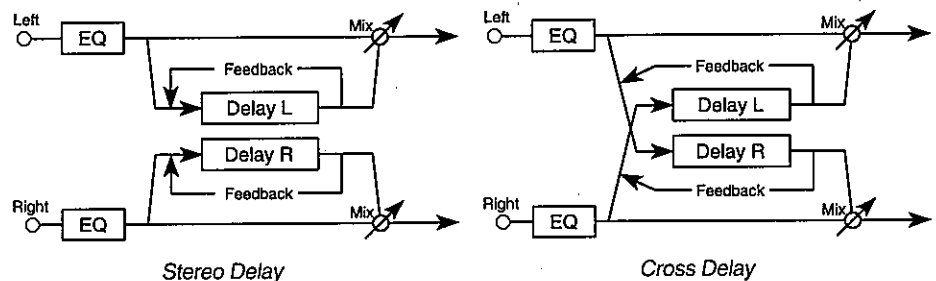 Left
EQ
Mix
Feedback
Delay L
Delay R
Feedback
Right
EQ
Mix
Stereo Delay
Left
EQ
Mix
Feedback
Delay L
Delay R
Feedback
Right
EQ
Mix
Cross Delay